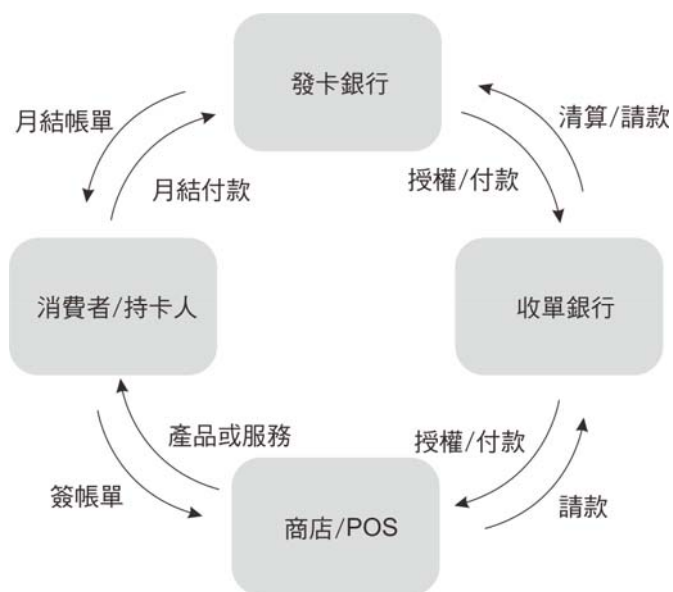 發卡銀行
月結帳單
清算/請款
月結付款
授權/付款
消費者/持卡人
收單銀行
產品或服務
授權/付款
簽帳單
請款
商店/POS